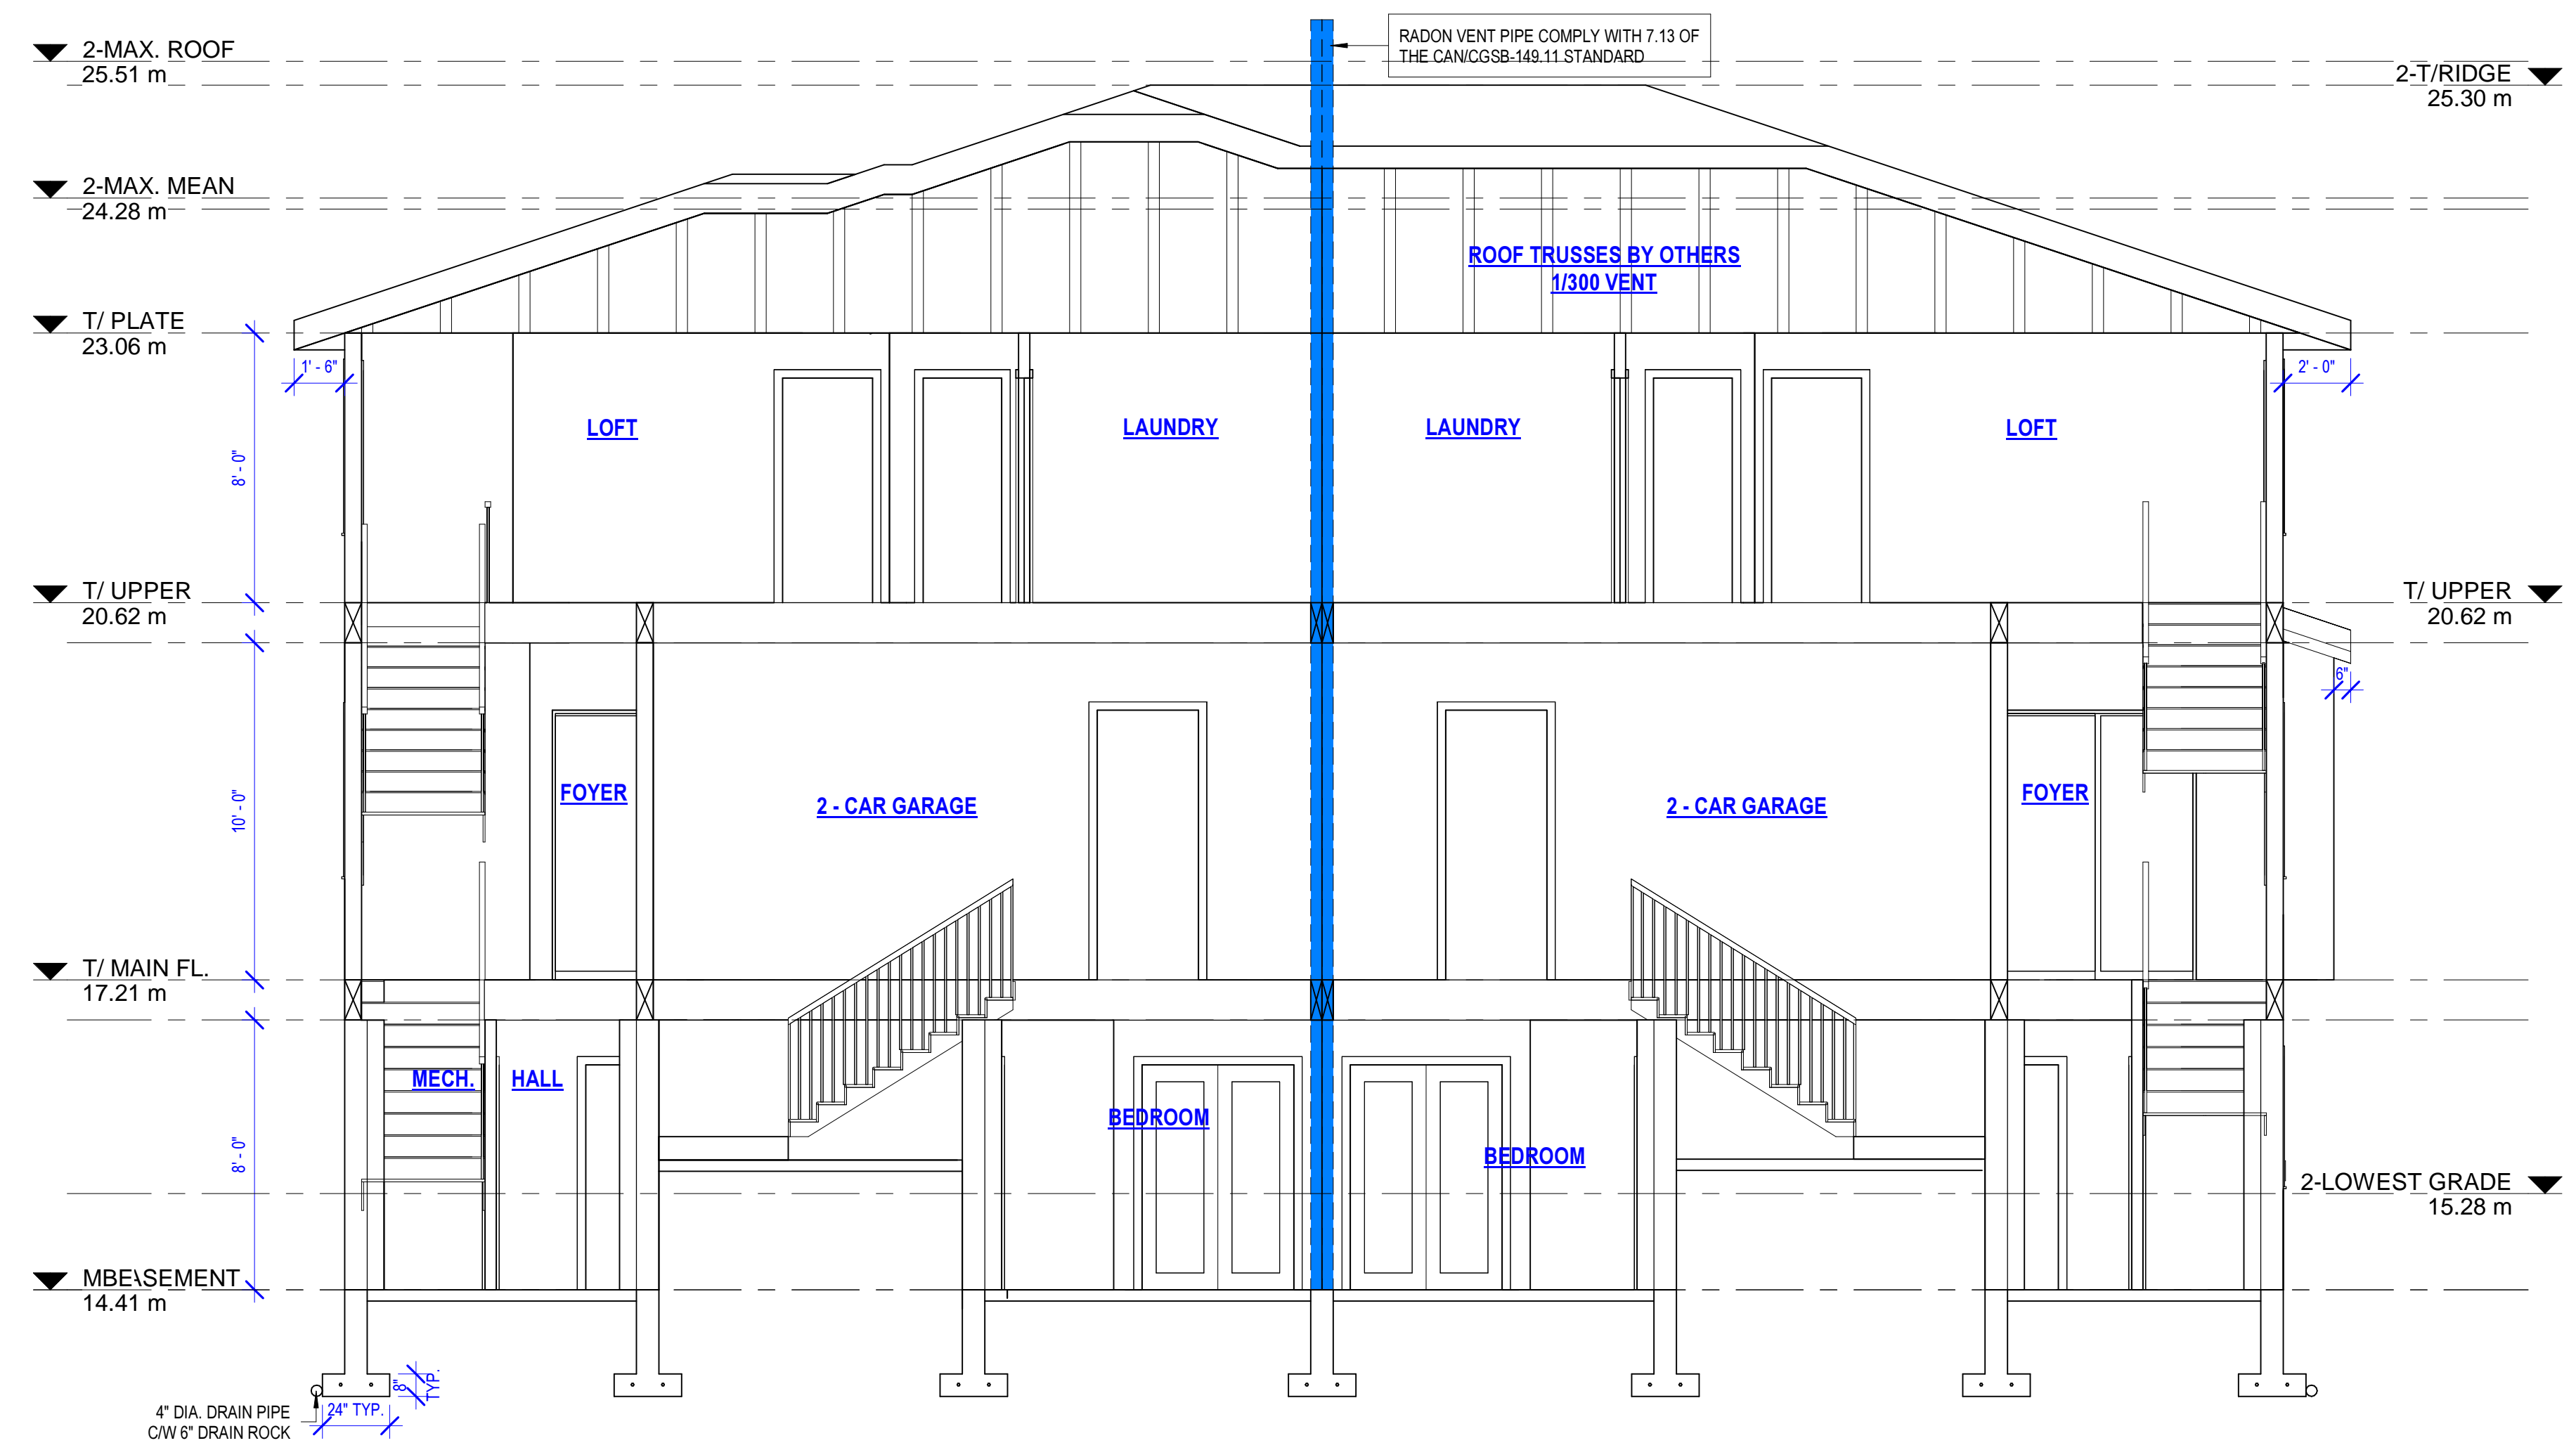 RADON VENT PIPE COMPLY WITH 7.13 OF
THE CAN/CGSB-149.11 STANDARD
2-MAX. ROOF
25.51 m
2-T/RIDGE
25.30 m
2-MAX. MEAN
24.28 m
ROOF TRUSSES BY OTHERS
1/300 VENT
T/ PLATE
23.06 m
1' - 6"
2' - 0"
LOFT
LAUNDRY
LAUNDRY
LOFT
8' - 0"
T/ UPPER
20.62 m
T/ UPPER
20.62 m
6"
FOYER
2 - CAR GARAGE
2 - CAR GARAGE
FOYER
10' - 0"
T/ MAIN FL.
17.21 m
MECH.
HALL
BEDROOM
BEDROOM
8' - 0"
2-LOWEST GRADE
15.28 m
14.41 m
8"
TYP.
24" TYP.
4" DIA. DRAIN PIPE
C/W 6" DRAIN ROCK